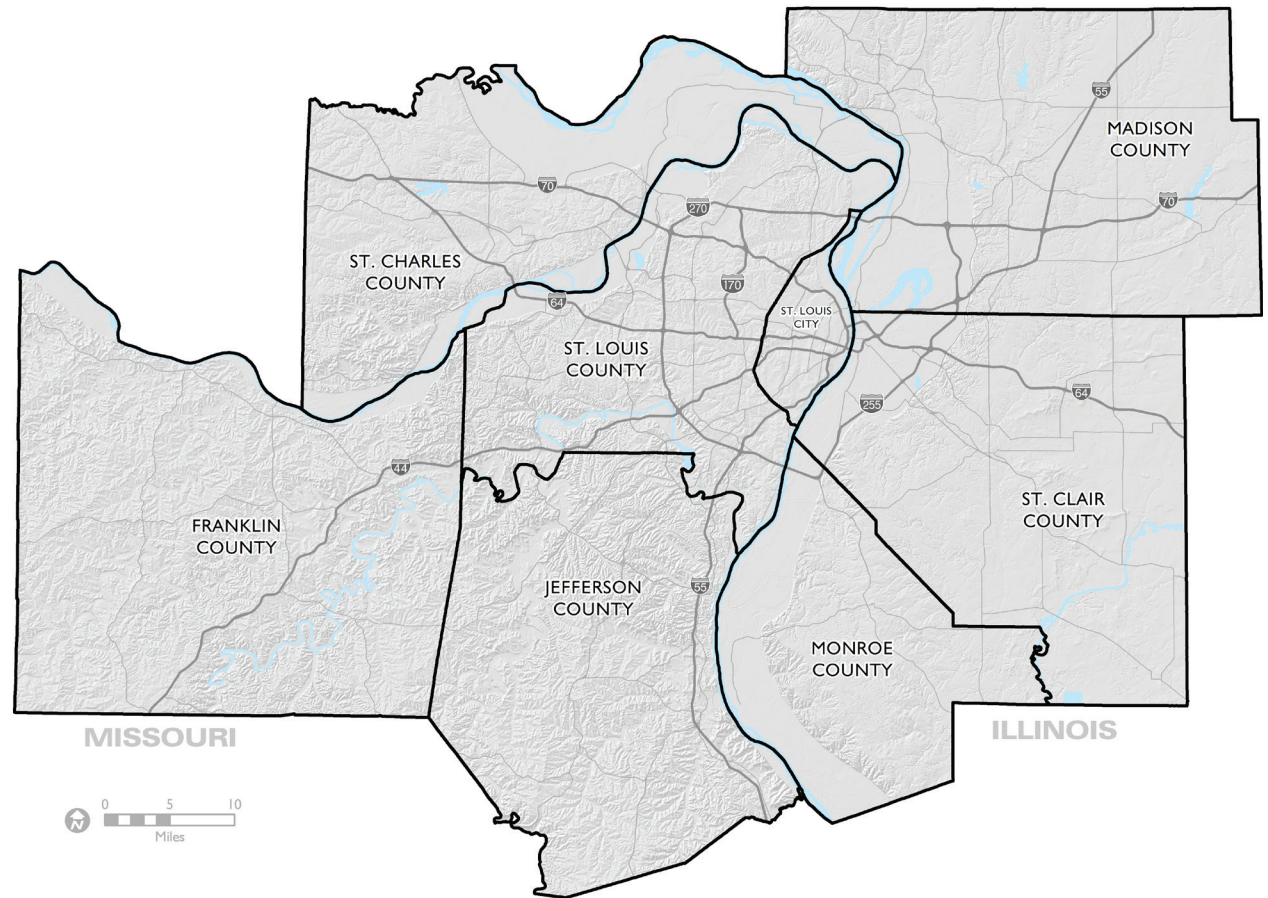 55
MADISON
COUNTY
70
70
270
ST. CHARLES
COUNTY
170
64
ST. LOUIS
CITY
ST. LOUIS
COUNTY
64
255
44
ST. CLAIR
COUNTY
FRANKLIN
COUNTY
JEFFERSON
COUNTY
55
MONROE
COUNTY
MISSOURI
ILLINOIS
N
0 5 10
Miles